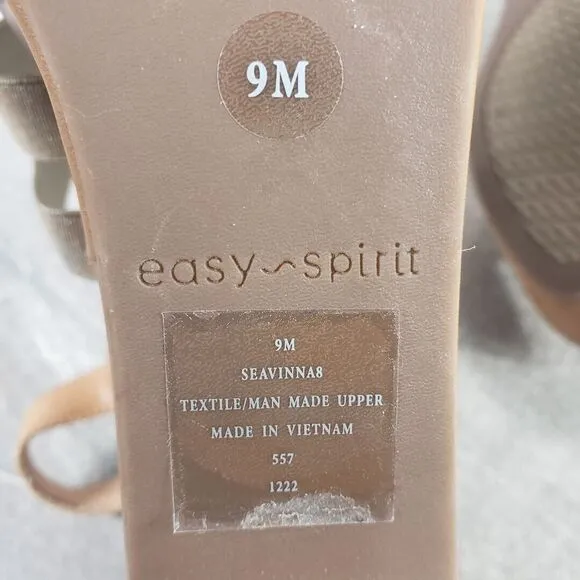 9M
easy spirit
9M
SEAVINNA8
TEXTILE/MAN MADE UPPER
MADE IN VIETNAM
557
1222